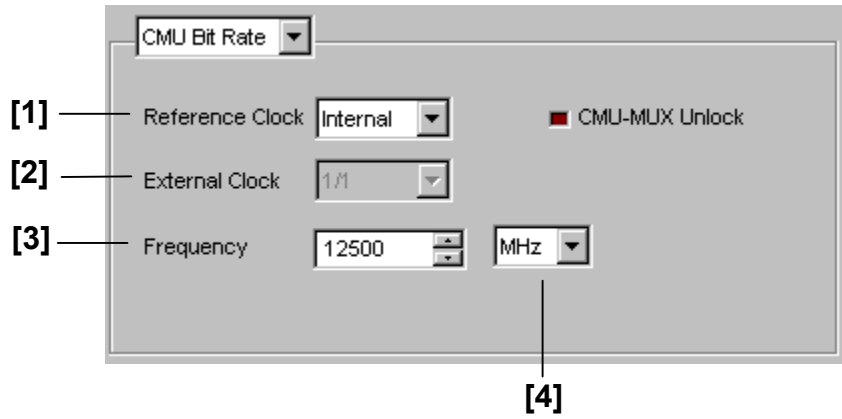 CMU Bit Rate
[1] Reference Clock Internal CMU-MUX Unlock
[2] External Clock 1/1
[3] Frequency 12500 MHz
[4]